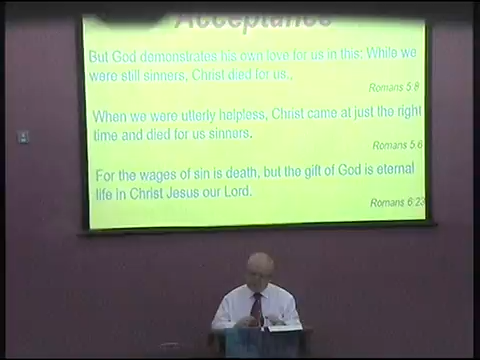 Acceptance
But God demonstrates his own love for us in this: While we
were still sinners, Christ died for us.,
Romans 5:8
When we were utterly helpless, Christ came at just the right
time and died for us sinners.
Romans 5:6
For the wages of sin is death, but the gift of God is eternal
life in Christ Jesus our Lord.
Romans 6:23